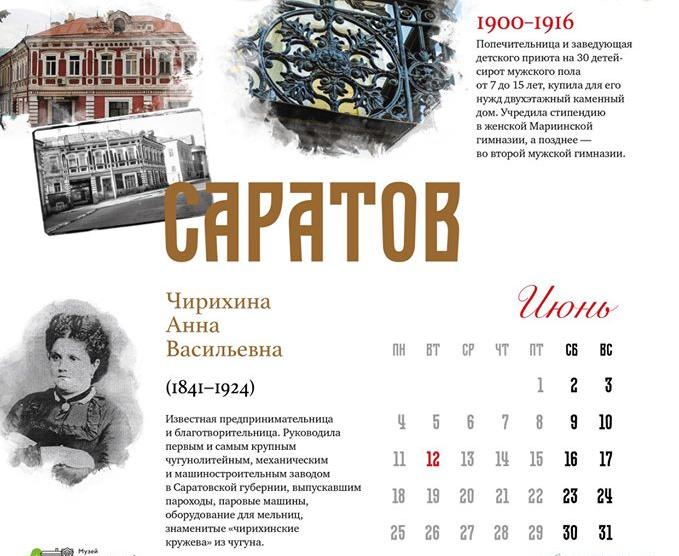 1900–1916
Попечительница и заведующая
детского приюта на 30 детей-
сирот мужского пола
от 7 до 15 лет, купила для его
нужд двухэтажный каменный
дом. Учредила стипендию
в женской Мариинской
гимназии, а позднее —
во второй мужской гимназии.
САРАТОВ
Чирихина
Анна
Васильевна
(1841–1924)
Известная предпринимательница
и благотворительница. Руководила
первым и самым крупным
чугунолитейным, механическим
и машиностроительным заводом
в Саратовской губернии, выпускавшим
пароходы, паровые машины,
оборудование для мельниц,
знаменитые «чирихинские
кружева» из чугуна.
Июнь
ПН ВТ СР ЧТ ПТ СБ ВС
1 2 3
4 5 6 7 8 9 10
11 12 13 14 15 16 17
18 19 20 21 22 23 24
25 26 27 28 29 30 31
Музей